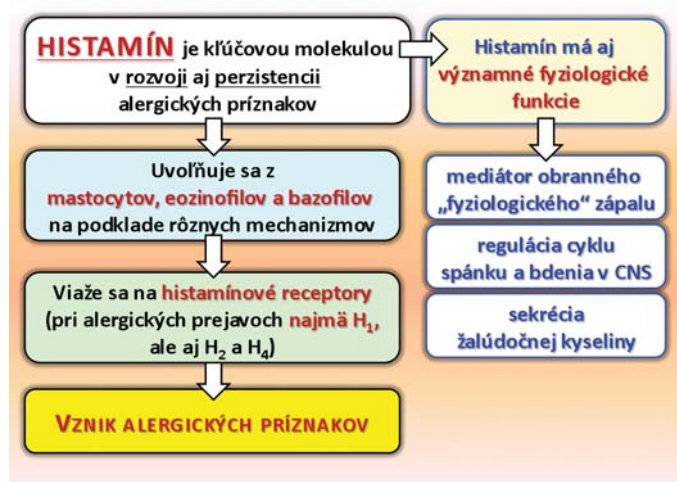 HISTAMÍN je kľúčovou molekulou
v rozvoji aj perzistencii
alergických príznakov
Uvoľňuje sa z
mastocytov, eozinofilov a bazofilov
na podklade rôznych mechanizmov
Viaže sa na histamínové receptory
(pri alergických prejavoch najmä H₁,
ale aj H₂ a H₄)
VZNIK ALERGICKÝCH PRÍZNAKOV
Histamín má aj
významné fyziologické
funkcie
mediátor obranného
„fyziologického“ zápalu
regulácia cyklu
spánku a bdenia v CNS
sekrécia
žalúdočnej kyseliny